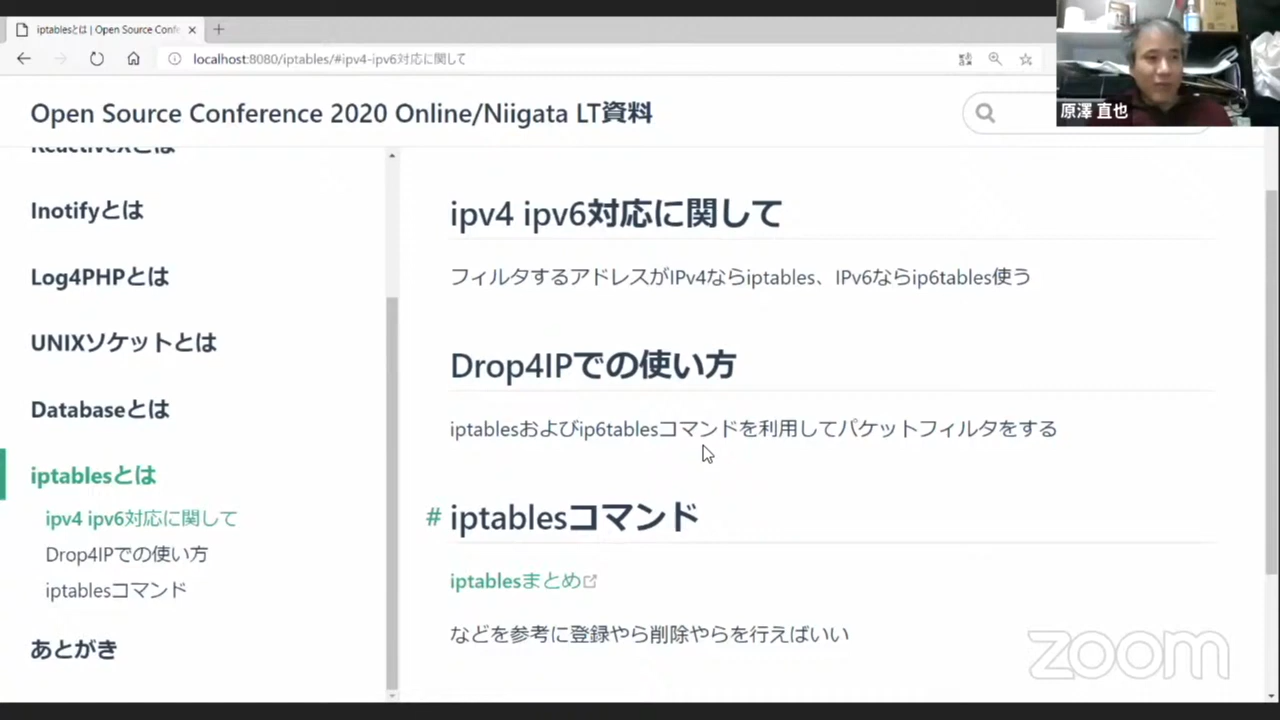 iptablesとは | Open Source Confe
localhost:8080/iptables/#ipv4-ipv6対応に関して
原澤 直也
Open Source Conference 2020 Online/Niigata LT資料
ReactiveXとは
Inotifyとは
Log4PHPとは
UNIXソケットとは
Databaseとは
iptablesとは
ipv4 ipv6対応に関して
Drop4IPでの使い方
iptablesコマンド
あとがき
ipv4 ipv6対応に関して
フィルタするアドレスがIPv4ならiptables、IPv6ならip6tables使う
Drop4IPでの使い方
iptablesおよびip6tablesコマンドを利用してパケットフィルタをする
# iptablesコマンド
iptablesまとめ
などを参考に登録やら削除やらを行えばいい
zoom